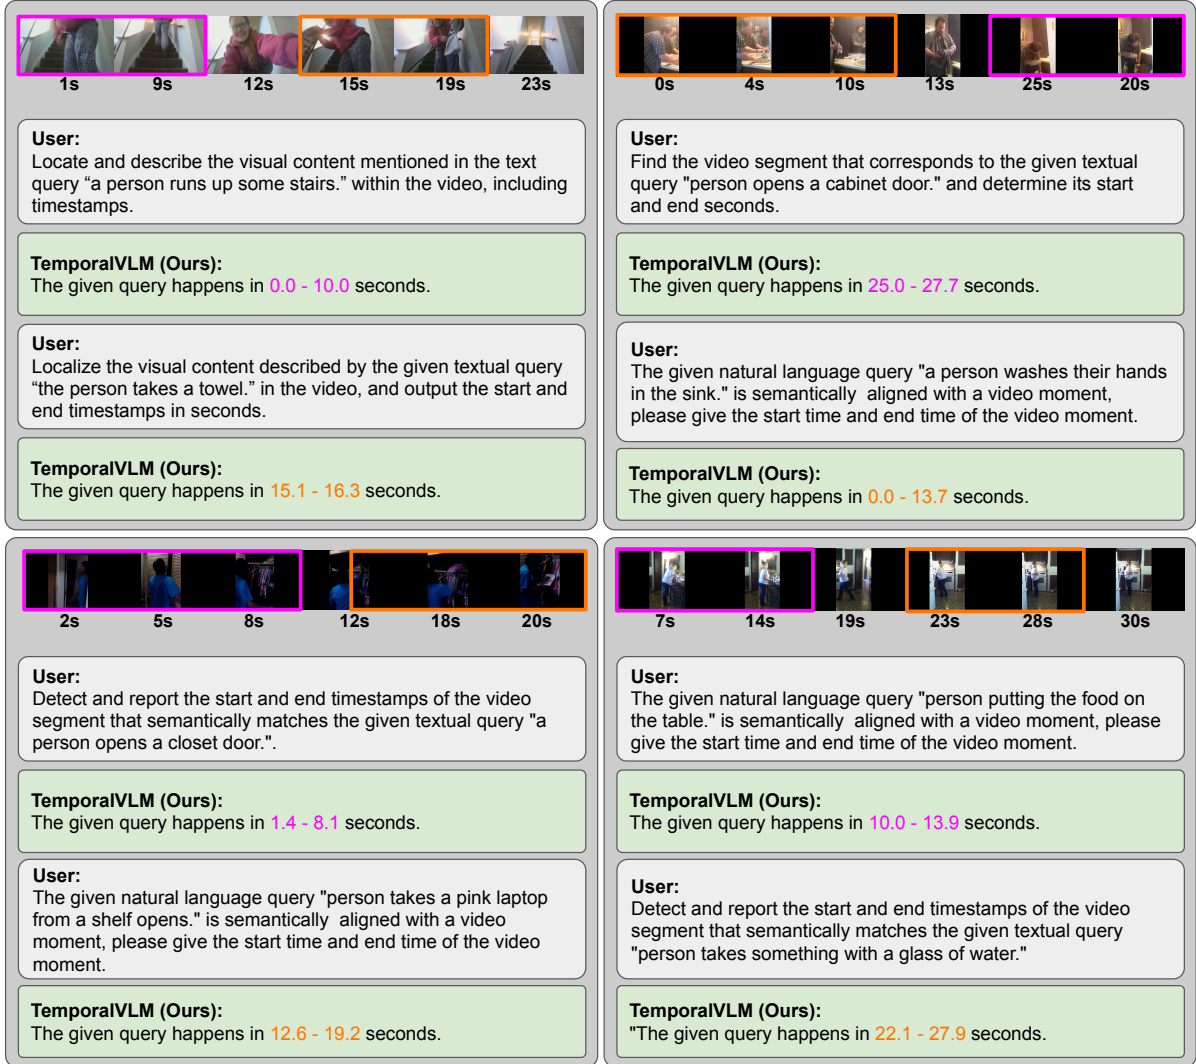 1s 9s 12s 15s 19s 23s
User:
Locate and describe the visual content mentioned in the text
query “a person runs up some stairs.” within the video, including
timestamps.
TemporalVLM (Ours):
The given query happens in 0.0 - 10.0 seconds.
User:
Localize the visual content described by the given textual query
“the person takes a towel.” in the video, and output the start and
end timestamps in seconds.
TemporalVLM (Ours):
The given query happens in 15.1 - 16.3 seconds.
0s 4s 10s 13s 25s 20s
User:
Find the video segment that corresponds to the given textual
query "person opens a cabinet door." and determine its start
and end seconds.
TemporalVLM (Ours):
The given query happens in 25.0 - 27.7 seconds.
User:
The given natural language query "a person washes their hands
in the sink." is semantically  aligned with a video moment,
please give the start time and end time of the video moment.
TemporalVLM (Ours):
The given query happens in 0.0 - 13.7 seconds.
2s 5s 8s 12s 18s 20s
User:
Detect and report the start and end timestamps of the video
segment that semantically matches the given textual query "a
person opens a closet door.".
TemporalVLM (Ours):
The given query happens in 1.4 - 8.1 seconds.
User:
The given natural language query "person takes a pink laptop
from a shelf opens." is semantically  aligned with a video
moment, please give the start time and end time of the video
moment.
TemporalVLM (Ours):
The given query happens in 12.6 - 19.2 seconds.
7s 14s 19s 23s 28s 30s
User:
The given natural language query "person putting the food on
the table." is semantically  aligned with a video moment, please
give the start time and end time of the video moment.
TemporalVLM (Ours):
The given query happens in 10.0 - 13.9 seconds.
User:
Detect and report the start and end timestamps of the video
segment that semantically matches the given textual query
"person takes something with a glass of water."
TemporalVLM (Ours):
"The given query happens in 22.1 - 27.9 seconds.